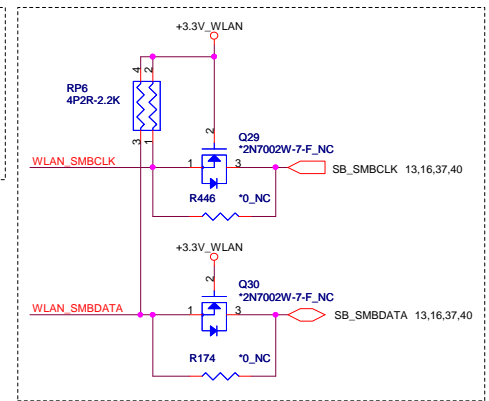 +3.3V_WLAN
RP6
4P2R-2.2K
4
2
3
1
2
Q29
*2N7002W-7-F_NC
WLAN_SMBCLK
1
3
SB_SMBCLK 13,16,37,40
R446
*0_NC
+3.3V_WLAN
2
Q30
*2N7002W-7-F_NC
WLAN_SMBDATA
1
3
SB_SMBDATA 13,16,37,40
R174
*0_NC